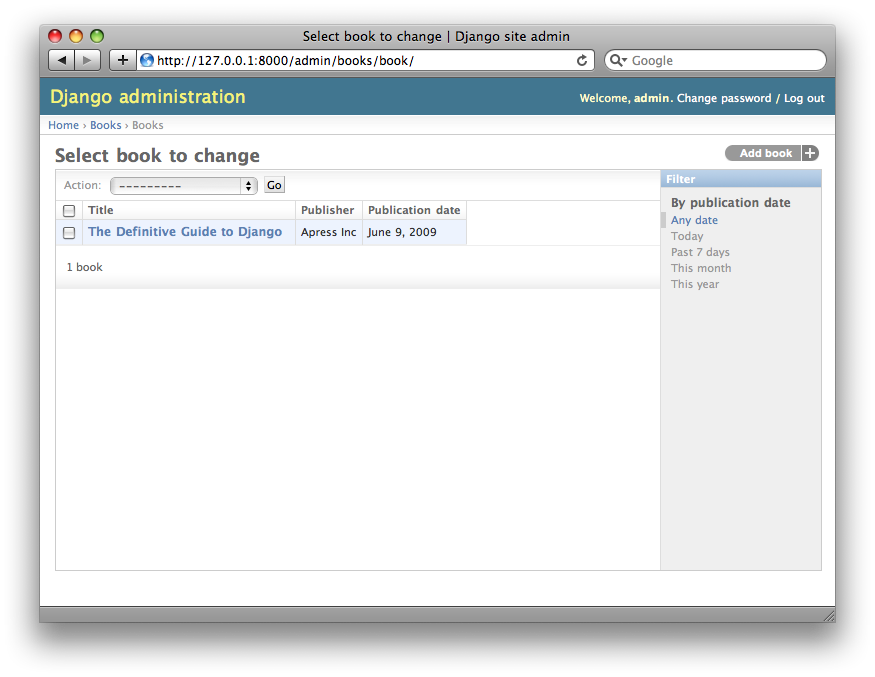 Select book to change | Django site admin
http://127.0.0.1:8000/admin/books/book/
Google
Django administration
Welcome, admin. Change password / Log out
Home › Books › Books
Select book to change
Add book +
Action: --------- Go
Filter
Title Publisher Publication date
The Definitive Guide to Django Apress Inc June 9, 2009
1 book
By publication date
Any date
Today
Past 7 days
This month
This year